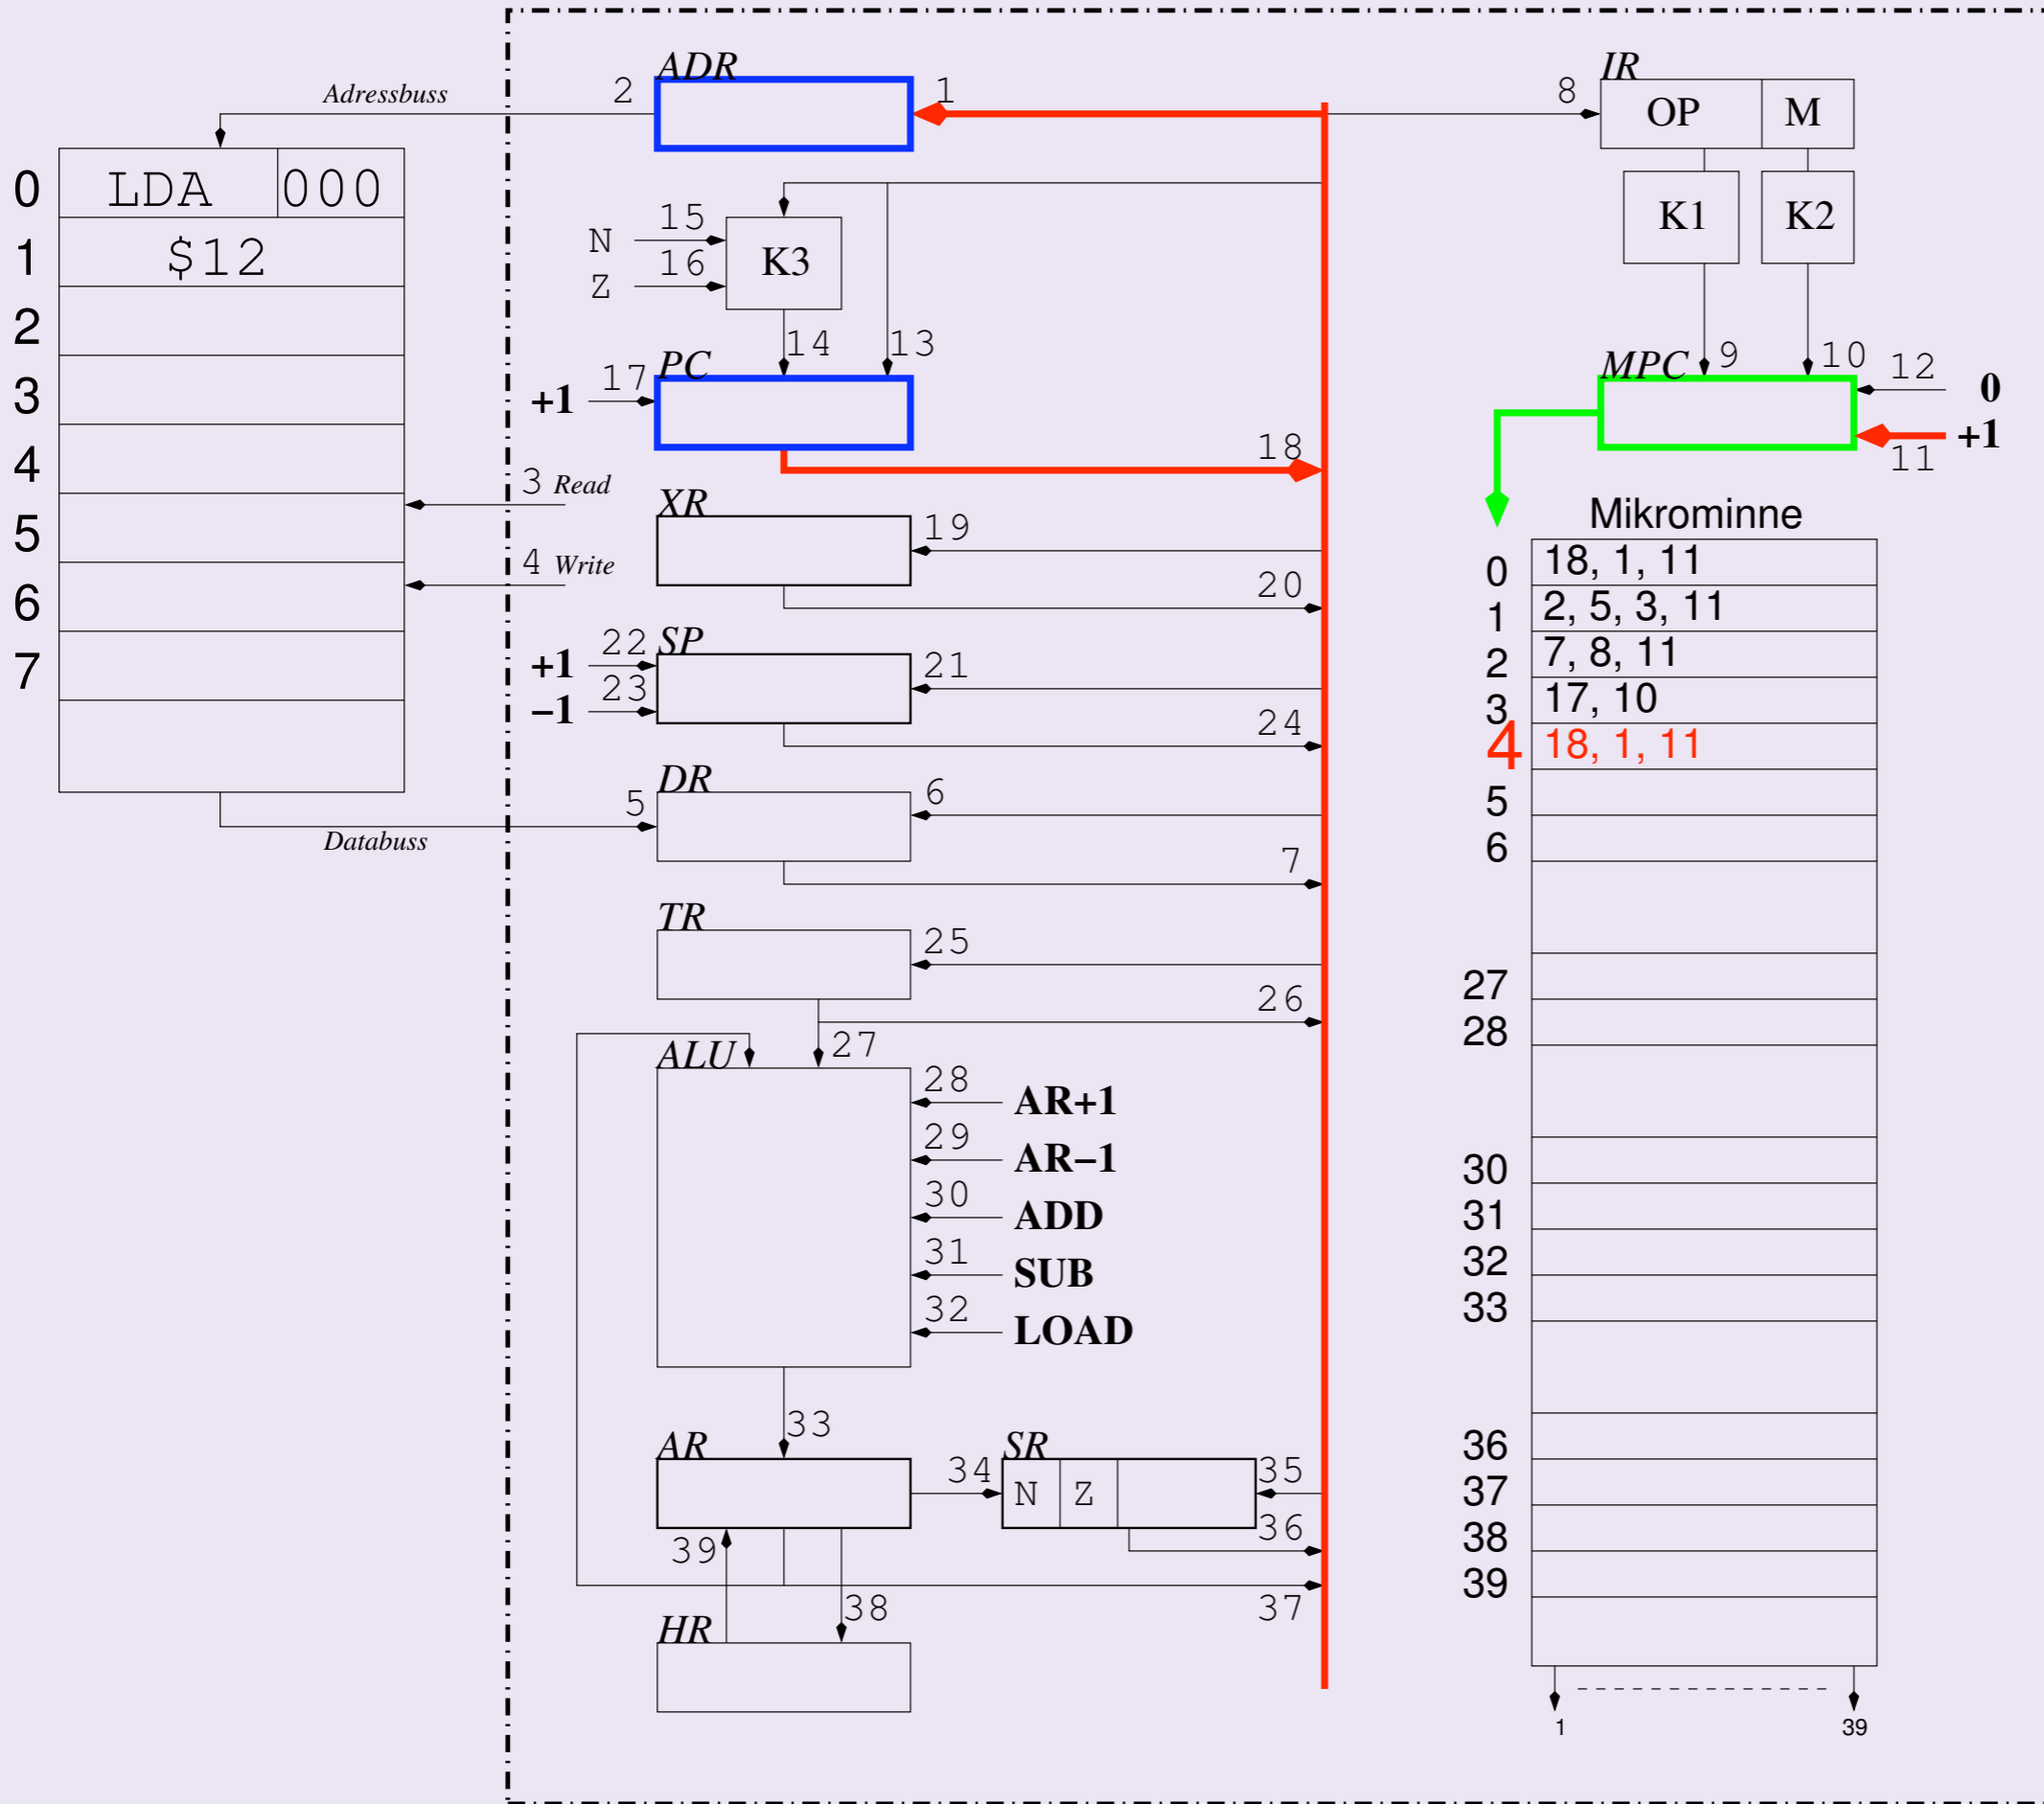 ADR
IR
Adressbuss
2
1
8
OP
M
0
LDA
000
1
$12
2
3
4
5
6
7
N
15
Z
16
K3
K1
K2
14
13
9
10
PC
MPC
+1
17
12
0
+1
11
18
3 Read
4 Write
XR
19
20
SP
+1
22
−1
23
21
24
DR
5
6
Databuss
7
TR
25
26
27
ALU
28
AR+1
29
AR−1
30
ADD
31
SUB
32
LOAD
33
AR
34
SR
N
Z
35
36
39
37
38
HR
Mikrominne
0
18, 1, 11
1
2, 5, 3, 11
2
7, 8, 11
3
17, 10
4
18, 1, 11
5
6
27
28
30
31
32
33
36
37
38
39
1
39